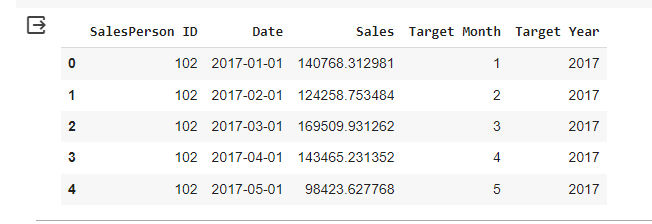 SalesPerson ID Date Sales Target Month Target Year
0 102 2017-01-01 140768.312981 1 2017
1 102 2017-02-01 124258.753484 2 2017
2 102 2017-03-01 169509.931262 3 2017
3 102 2017-04-01 143465.231352 4 2017
4 102 2017-05-01 98423.627768 5 2017